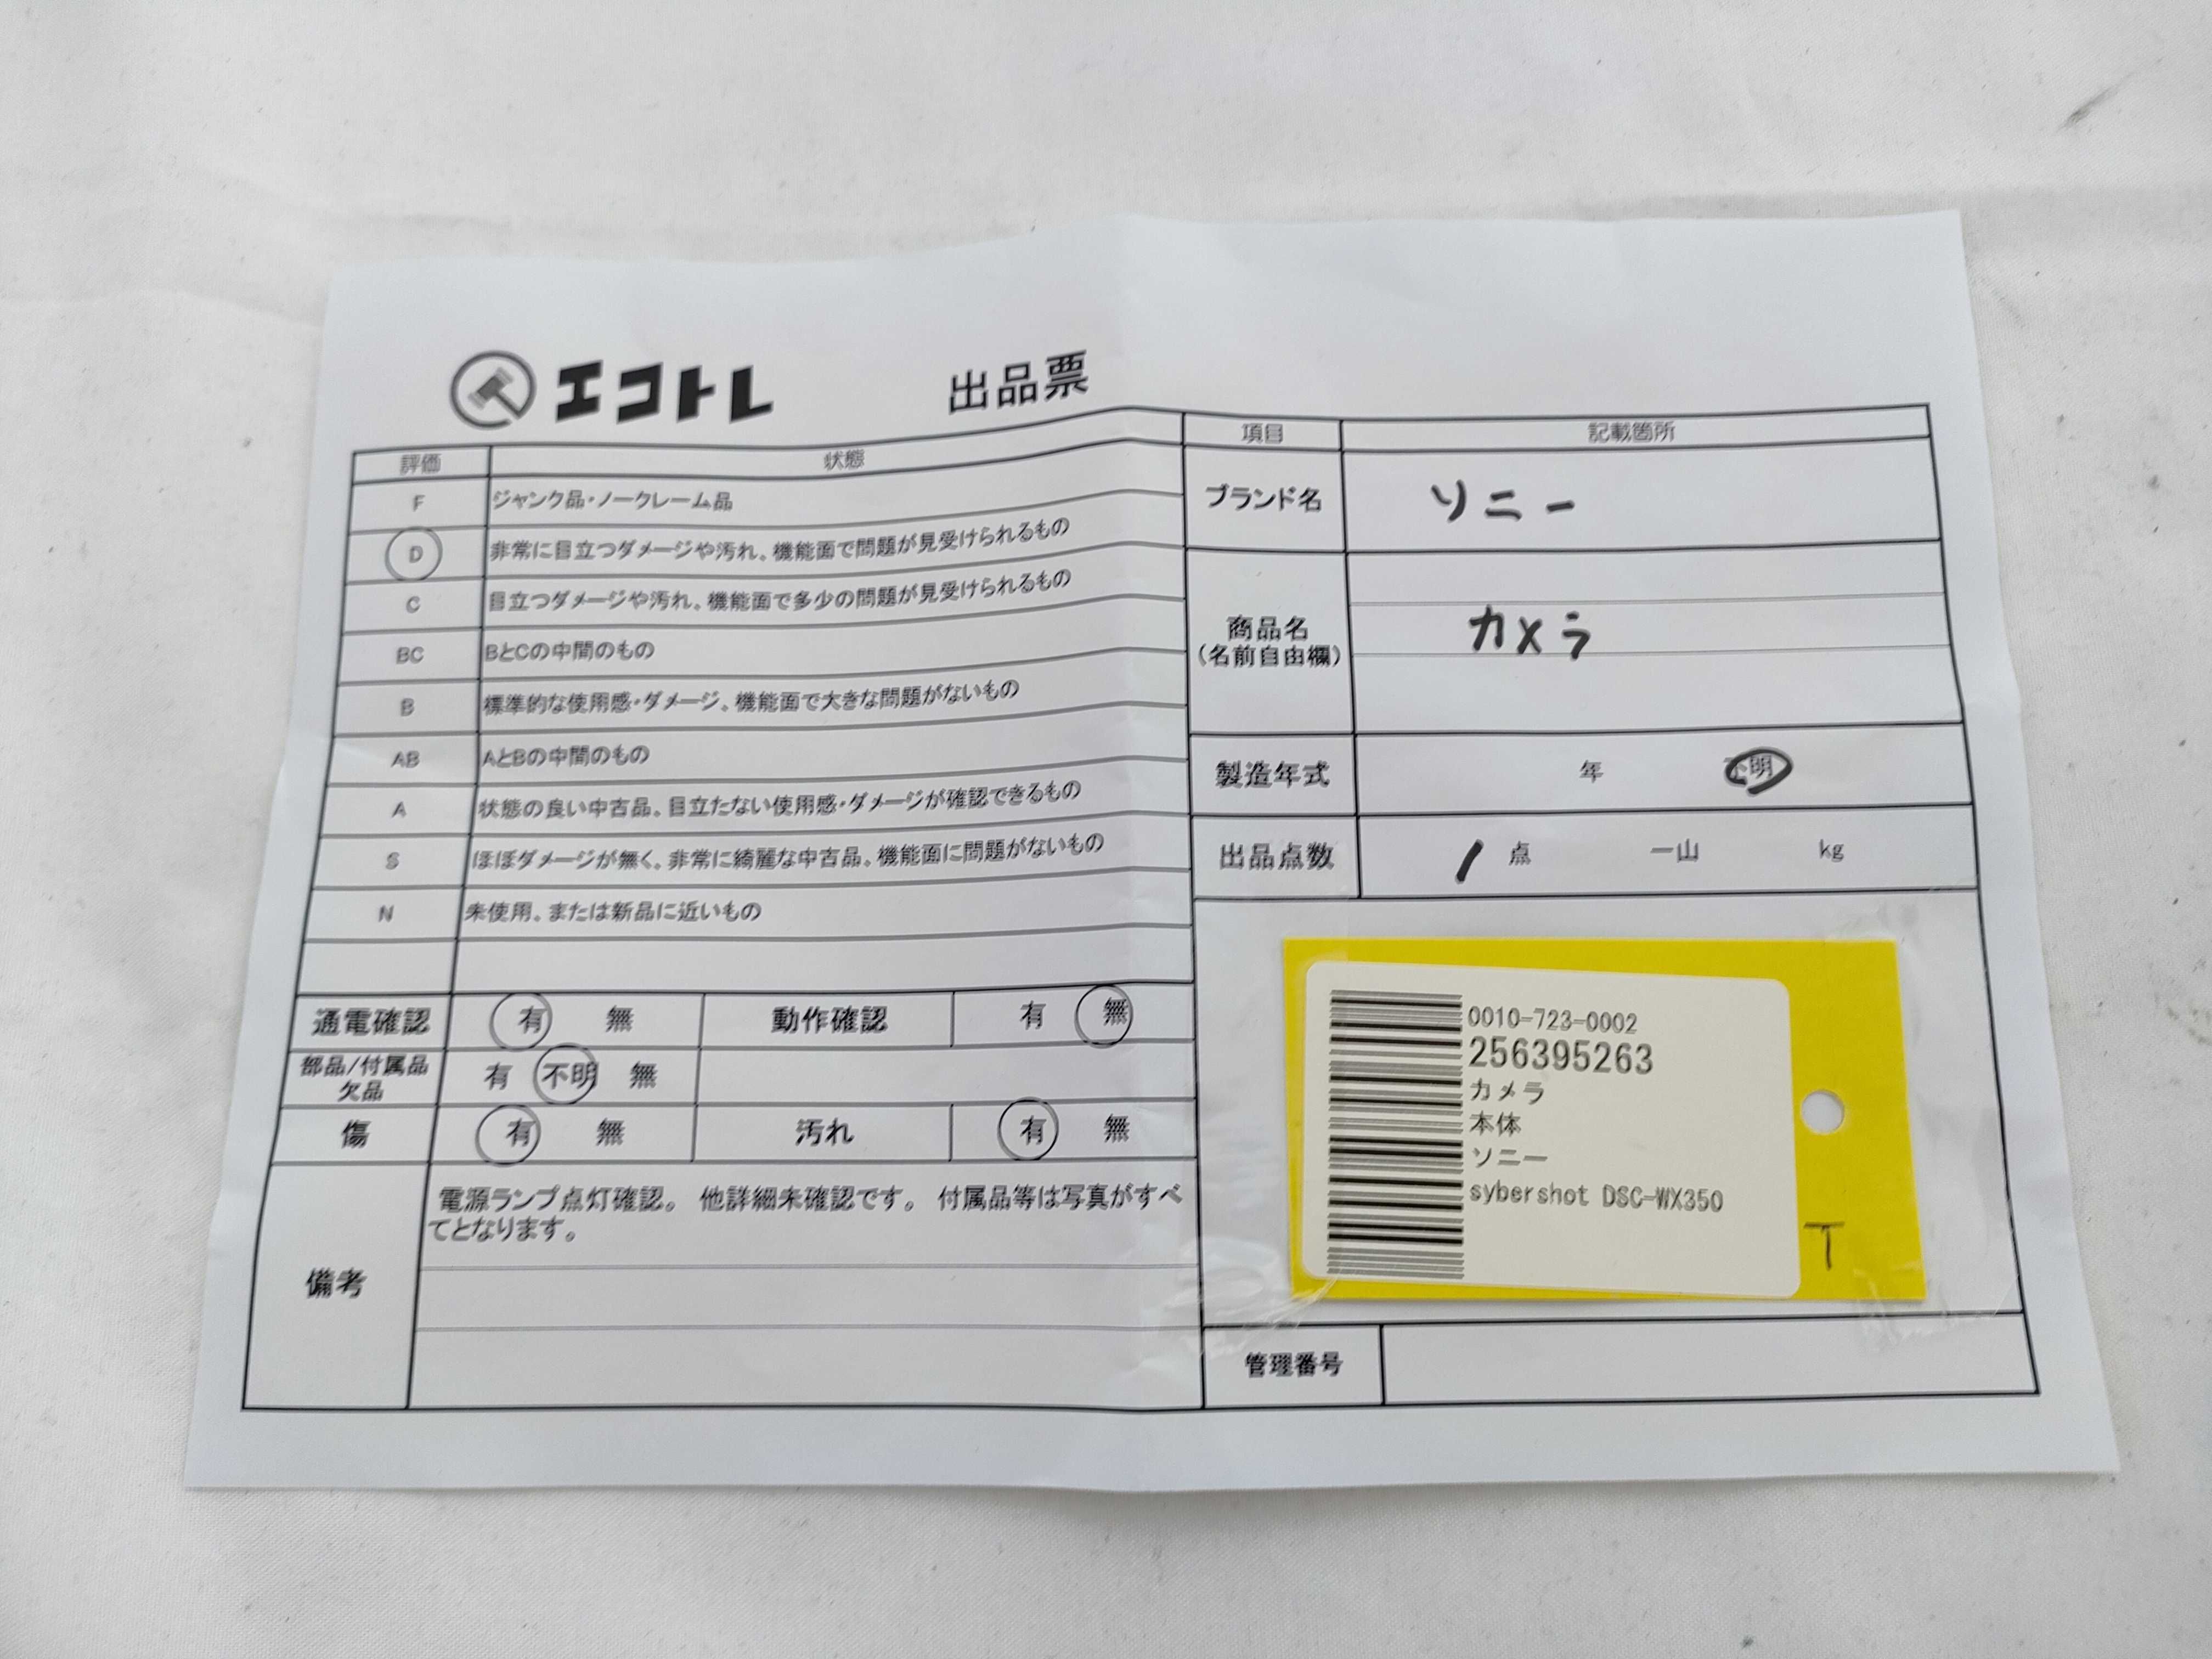 エコトレ 出品票
評価 状態
F ジャンク品・ノークレーム品
D 非常に目立つダメージや汚れ、機能面で問題が見受けられるもの
C 目立つダメージや汚れ、機能面で多少の問題が見受けられるもの
BC BとCの中間のもの
B 標準的な使用感・ダメージ、機能面で大きな問題がないもの
AB AとBの中間のもの
A 状態の良い中古品、目立たない使用感・ダメージが確認できるもの
S ほぼダメージが無く、非常に綺麗な中古品、機能面に問題がないもの
N 未使用、または新品に近いもの
通電確認 有 無 動作確認 有 無
部品/付属品
欠品
有 不明 無
傷 有 無 汚れ 有 無
備考
電源ランプ点灯確認。 他詳細未確認です。 付属品等は写真がすべ
てとなります。
項目 記載箇所
ブランド名 ソニー
商品名
(名前自由欄)
カメラ
製造年式 年 不明
出品点数 1 点 一山 kg
0010-723-0002
256395263
カメラ
本体
ソニー
sybershot DSC-WX350
T
管理番号